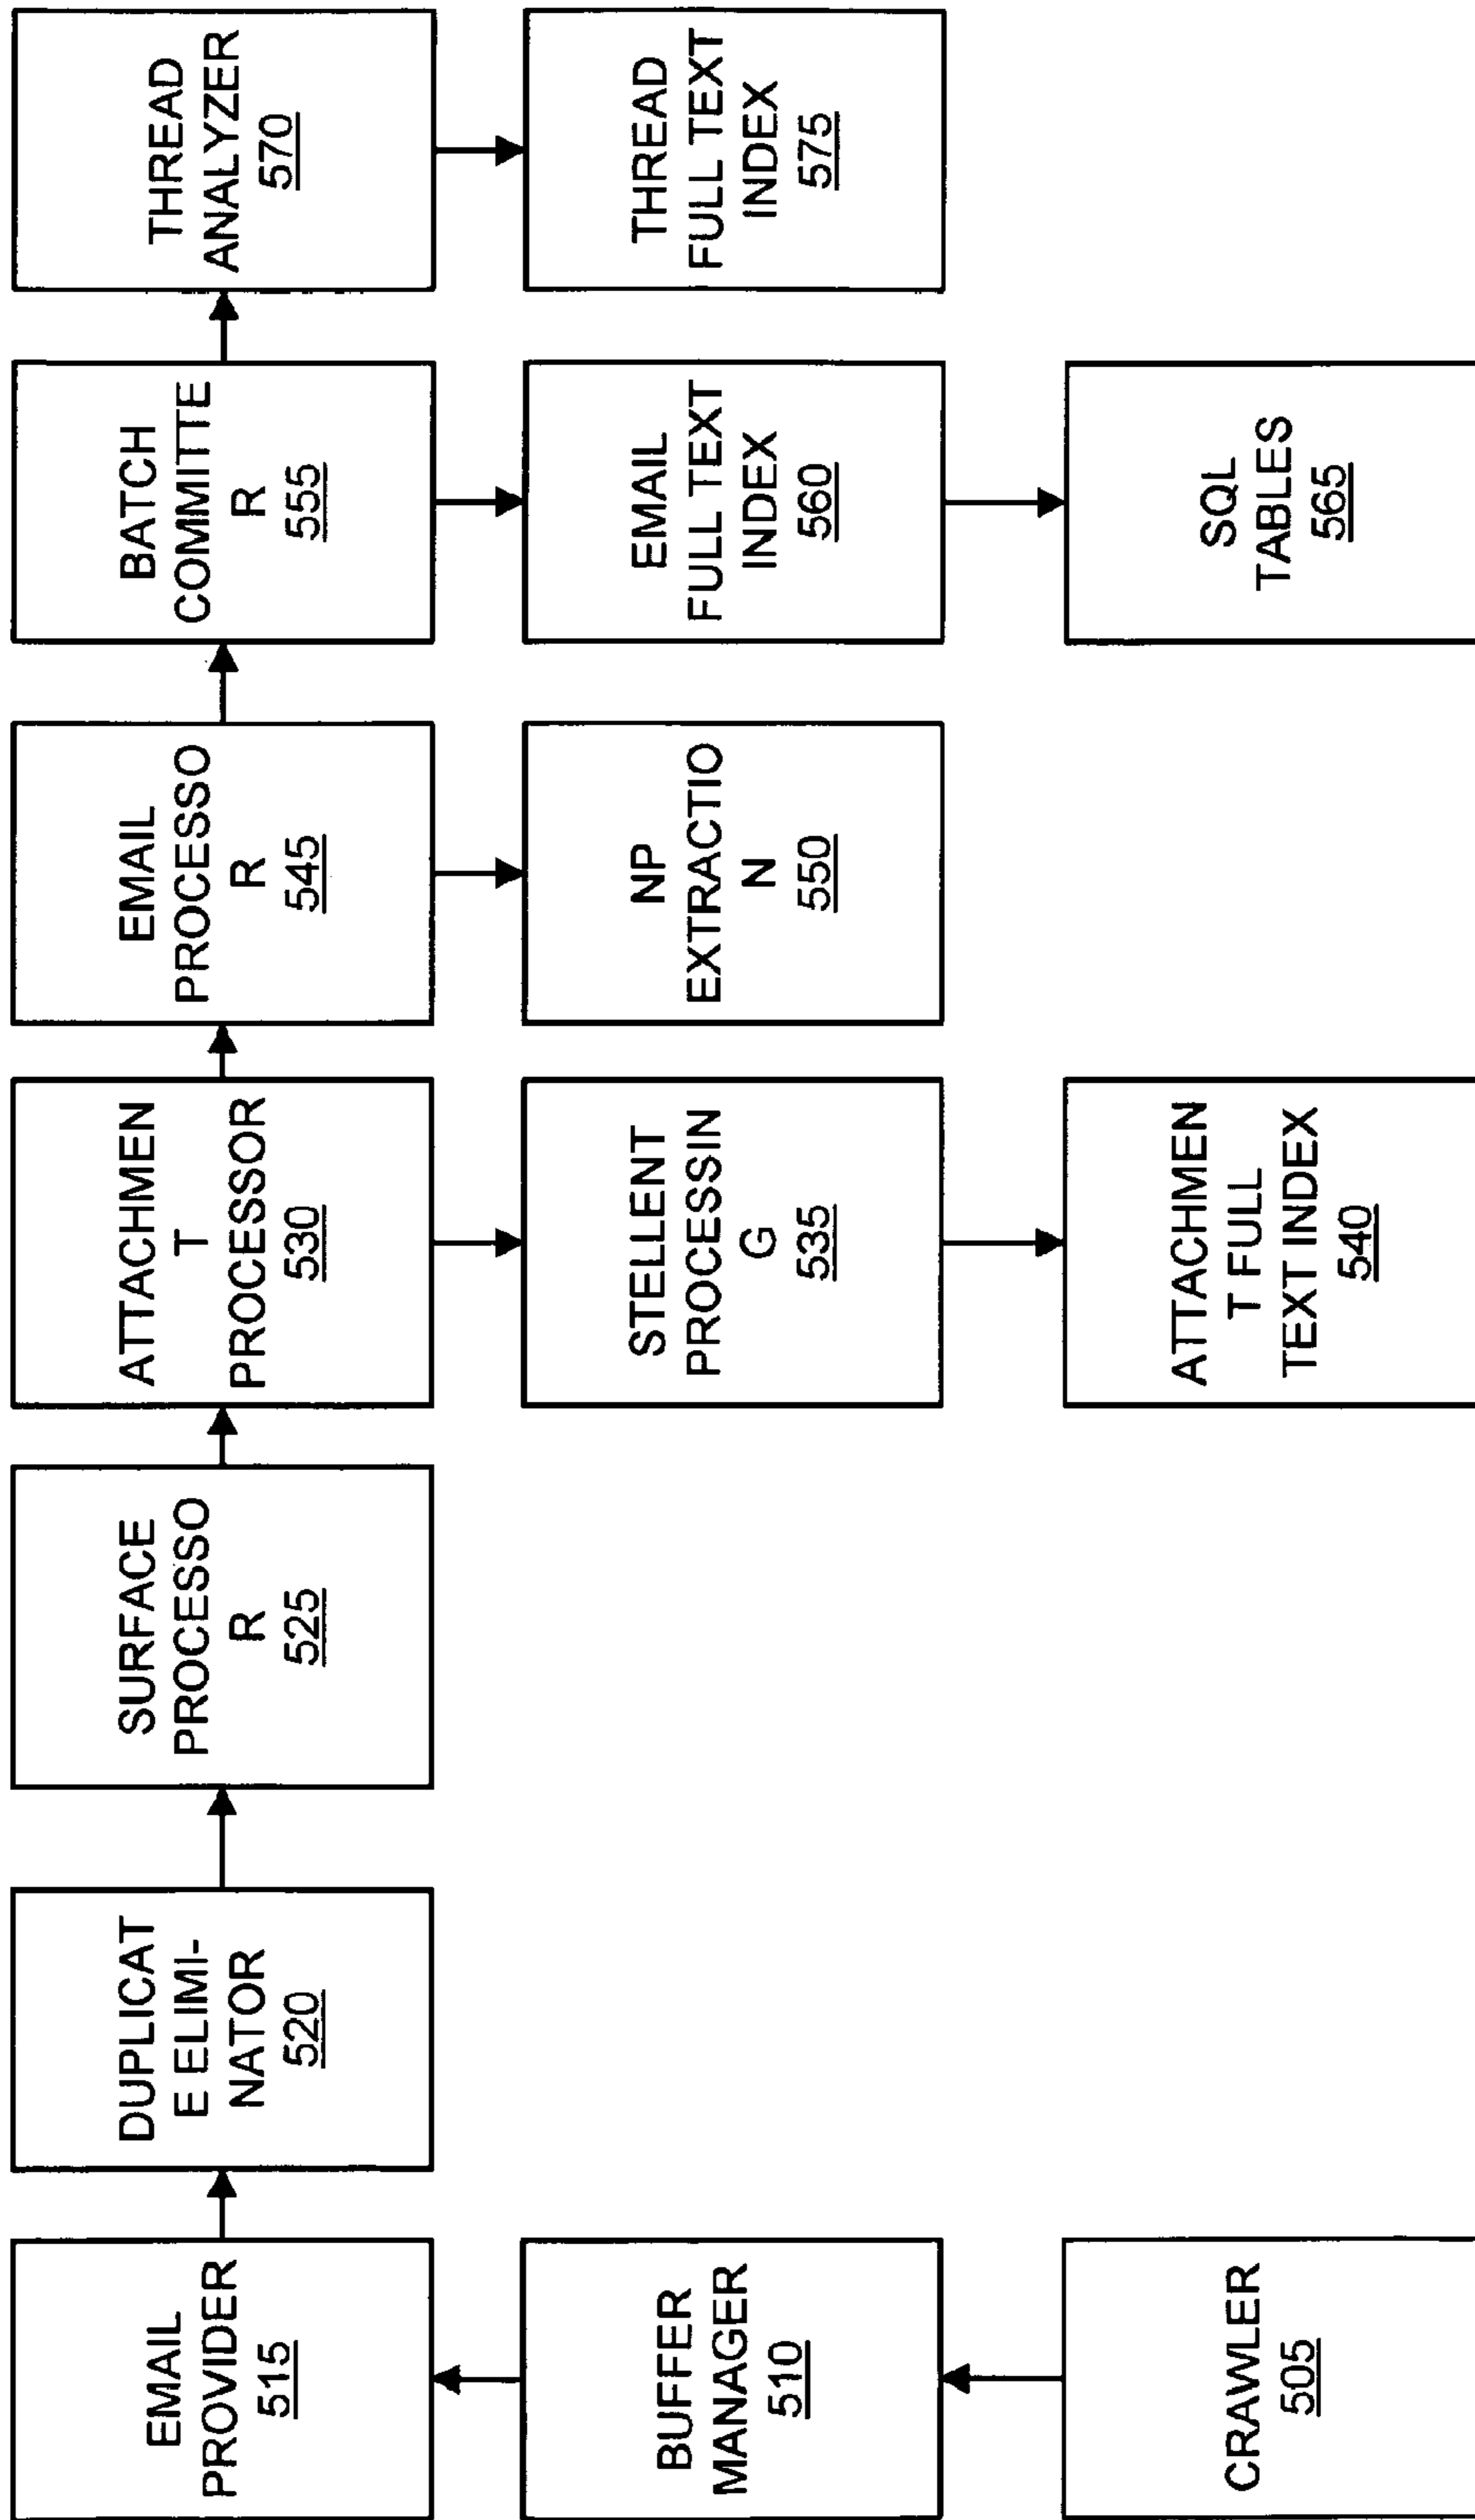 EMAIL
PROVIDER
515
DUPLICAT
E ELIMI-
NATOR
520
SURFACE
PROCESSO
R
525
ATTACHMEN
T
PROCESSOR
530
EMAIL
PROCESSO
R
545
BATCH
COMMITTE
R
555
THREAD
ANALYZER
570
BUFFER
MANAGER
510
STELLENT
PROCESSIN
G
535
NP
EXTRACTIO
N
550
EMAIL
FULL TEXT
INDEX
560
THREAD
FULL TEXT
INDEX
575
CRAWLER
505
ATTACHMEN
T FULL
TEXT INDEX
540
SQL
TABLES
565